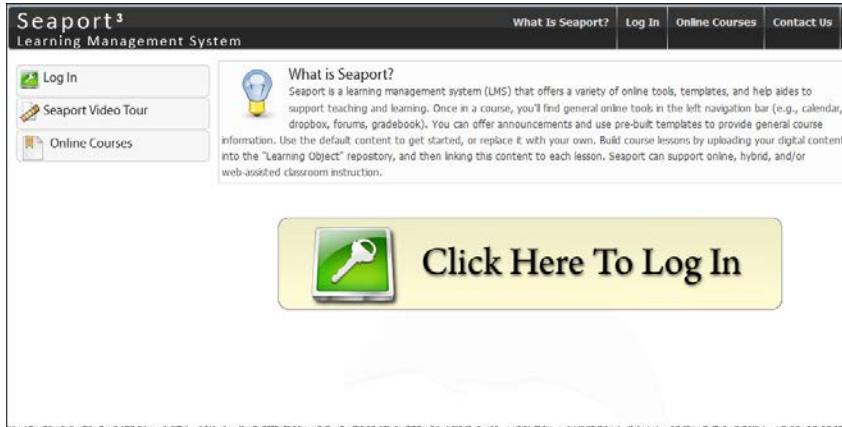 Seaport³
Learning Management System
What Is Seaport?
Log In
Online Courses
Contact Us
Log In
Seaport Video Tour
Online Courses
What is Seaport?
Seaport is a learning management system (LMS) that offers a variety of online tools, templates, and help aides to
support teaching and learning. Once in a course, you'll find general online tools in the left navigation bar (e.g., calendar,
dropbox, forums, gradebook). You can offer announcements and use pre-built templates to provide general course
information. Use the default content to get started, or replace it with your own. Build course lessons by uploading your digital content
into the "Learning Object" repository, and then linking this content to each lesson. Seaport can support online, hybrid, and/or
web-assisted classroom instruction.
Click Here To Log In